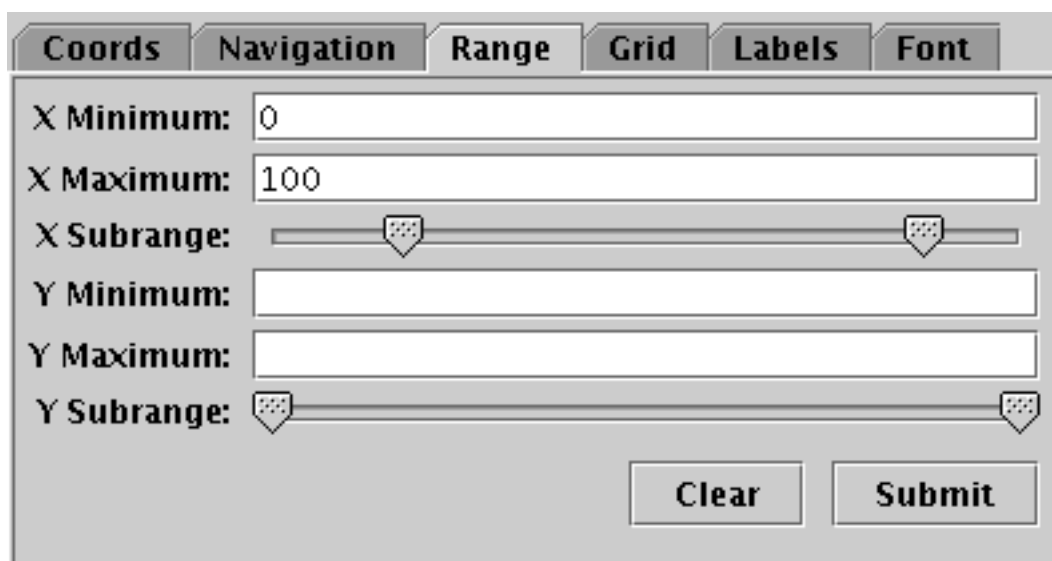 Coords Navigation Range Grid Labels Font
X Minimum: 0
X Maximum: 100
X Subrange:
Y Minimum:
Y Maximum:
Y Subrange:
Clear Submit